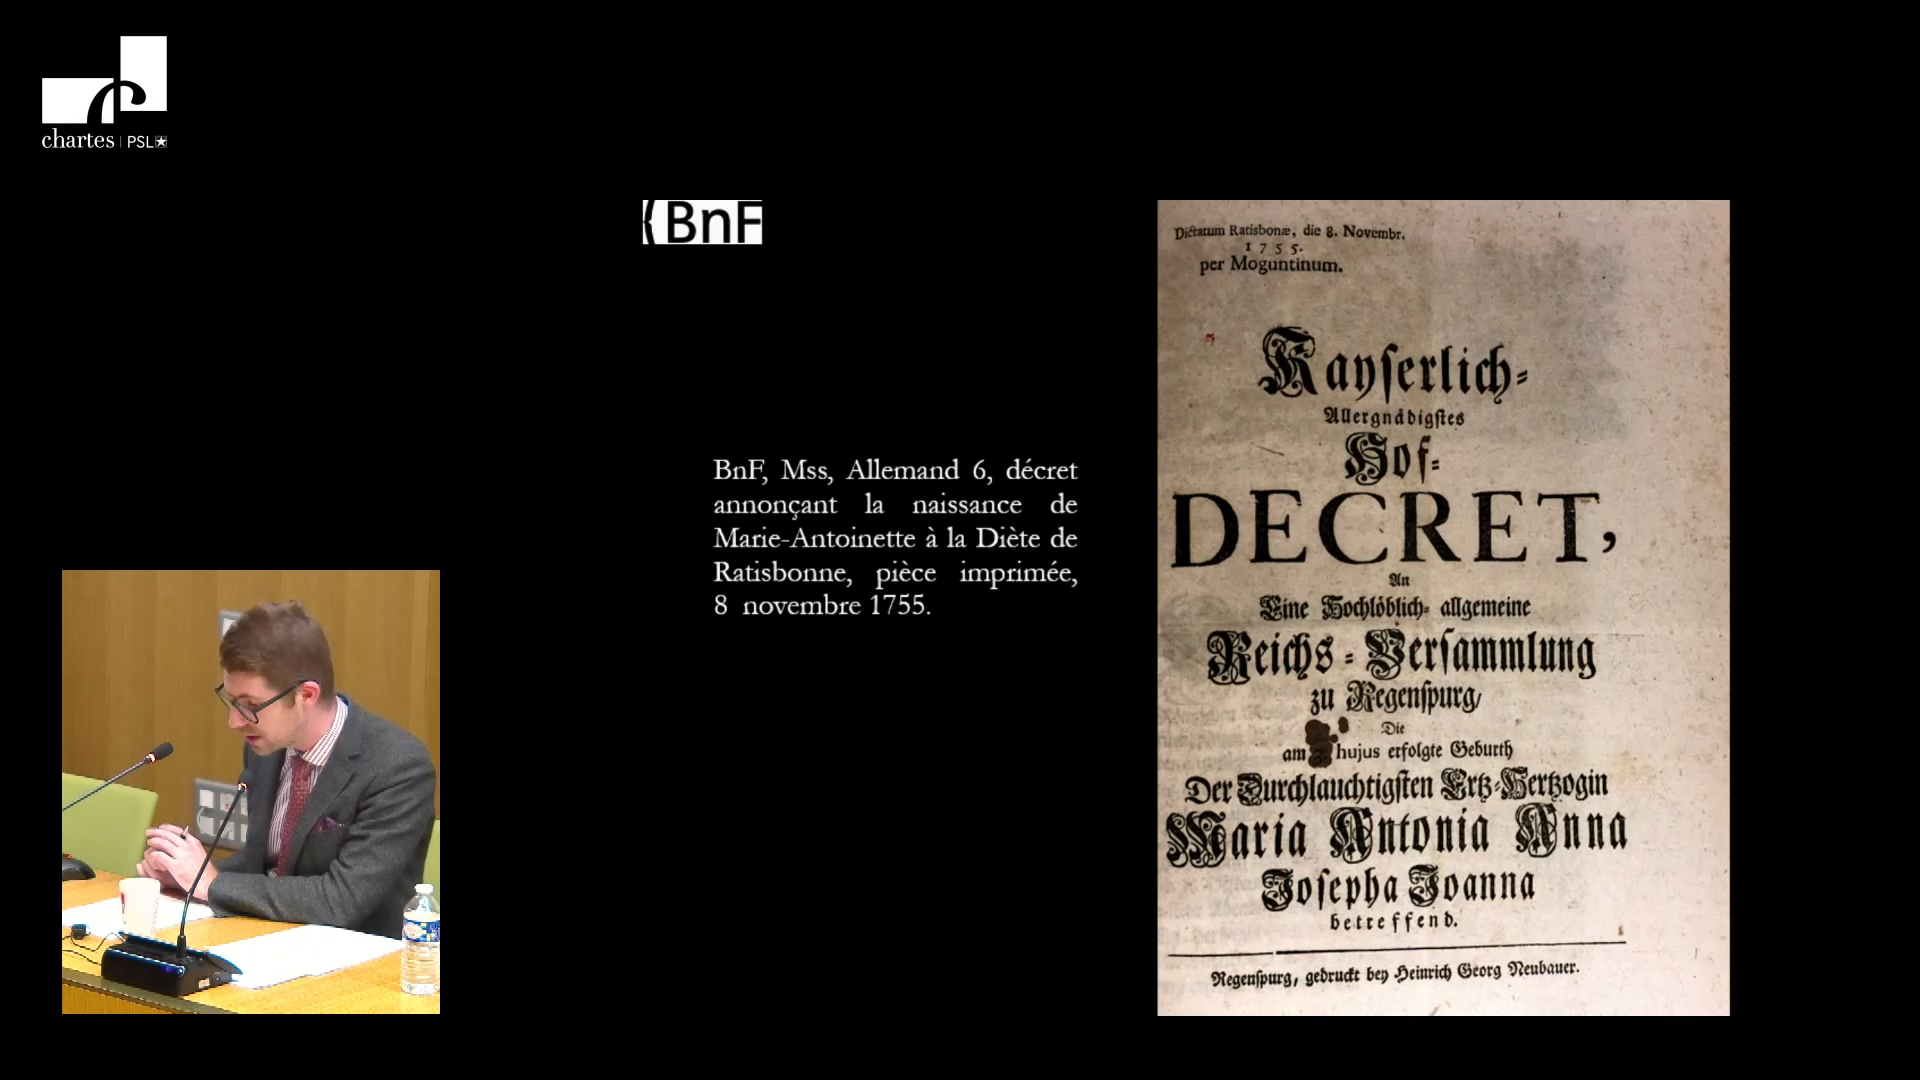 chartes | PSL
BnF
BnF, Mss, Allemand 6, décret
annonçant la naissance de
Marie-Antoinette à la Diète de
Ratisbonne, pièce imprimée,
8 novembre 1755.
Dictatum Ratisbonæ, die 8. Novembr.
1755.
per Moguntinum.
Kayſerlich-
Allergnädigſtes
Hof-
DECRET,
An
Eine Hochlöblich- allgemeine
Reichs-Verſammlung
zu Regenſpurg/
Die
am hujus erfolgte Geburth
Der Durchlauchtigſten Ertz-Hertzogin
Maria Antonia Anna
Joſepha Joanna
betreffend.
Regenſpurg, gedruckt bey Heinrich Georg Neubauer.